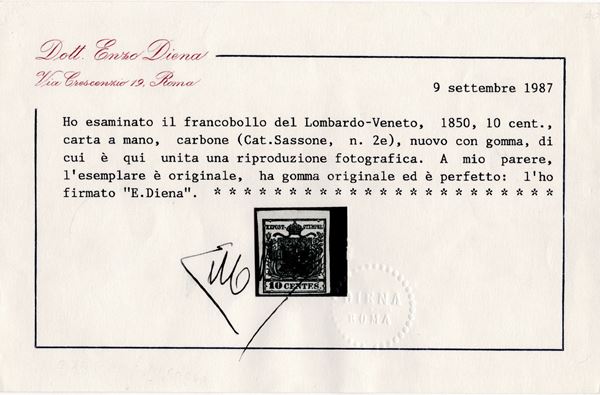 Dott. Enzo Diena
Via Crescenzio 19, Roma
9 settembre 1987
Ho esaminato il francobollo del Lombardo-Veneto, 1850, 10 cent.,
carta a mano, carbone (Cat.Sassone, n. 2e), nuovo con gomma, di
cui è qui unita una riproduzione fotografica. A mio parere,
l'esemplare è originale, ha gomma originale ed è perfetto: l'ho
firmato "E.Diena". * * * * * * * * * * * * * * * * * * * * * * *
KKPOST-STEMPEL
10 CENTES.
DIENA
ROMA